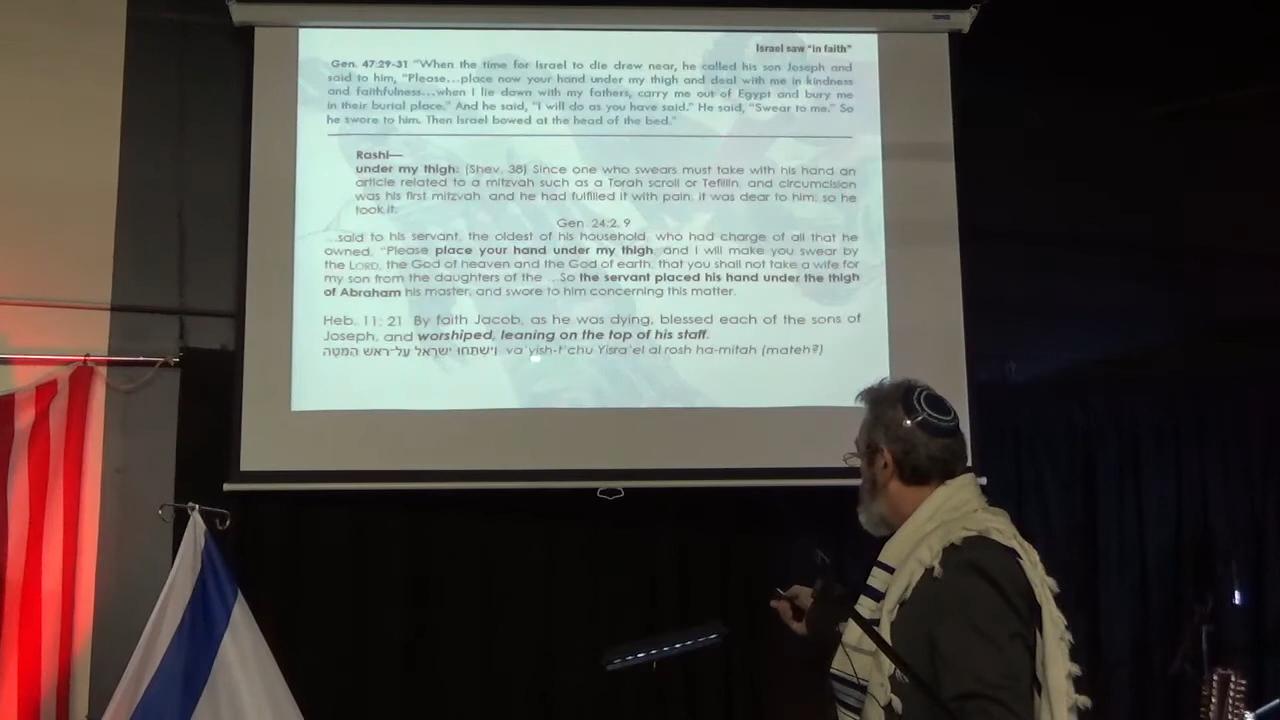 Israel saw "in faith"
Gen. 47:29-31 "When the time for Israel to die drew near, he called his son Joseph and
said to him, "Please...place now your hand under my thigh and deal with me in kindness
and faithfulness...when I lie down with my fathers, carry me out of Egypt and bury me
in their burial place." And he said, "I will do as you have said." He said, "Swear to me." So
he swore to him. Then Israel bowed at the head of the bed."
Rashi—
under my thigh: (Shev. 38) Since one who swears must take with his hand an
article related to a mitzvah such as a Torah scroll or Tefillin, and circumcision
was his first mitzvah, and he had fulfilled it with pain, it was dear to him, so he
took it.
Gen. 24:2, 9
...said to his servant, the oldest of his household, who had charge of all that he
owned, "Please place your hand under my thigh, and I will make you swear by
the LORD, the God of heaven and the God of earth, that you shall not take a wife for
my son from the daughters of the ...So the servant placed his hand under the thigh
of Abraham his master, and swore to him concerning this matter.
Heb. 11: 21 By faith Jacob, as he was dying, blessed each of the sons of
Joseph, and worshiped, leaning on the top of his staff.
וישתחו ישראל על־ראש המטה va'yish-t'chu Yisra'el al rosh ha-mitah (mateh?)